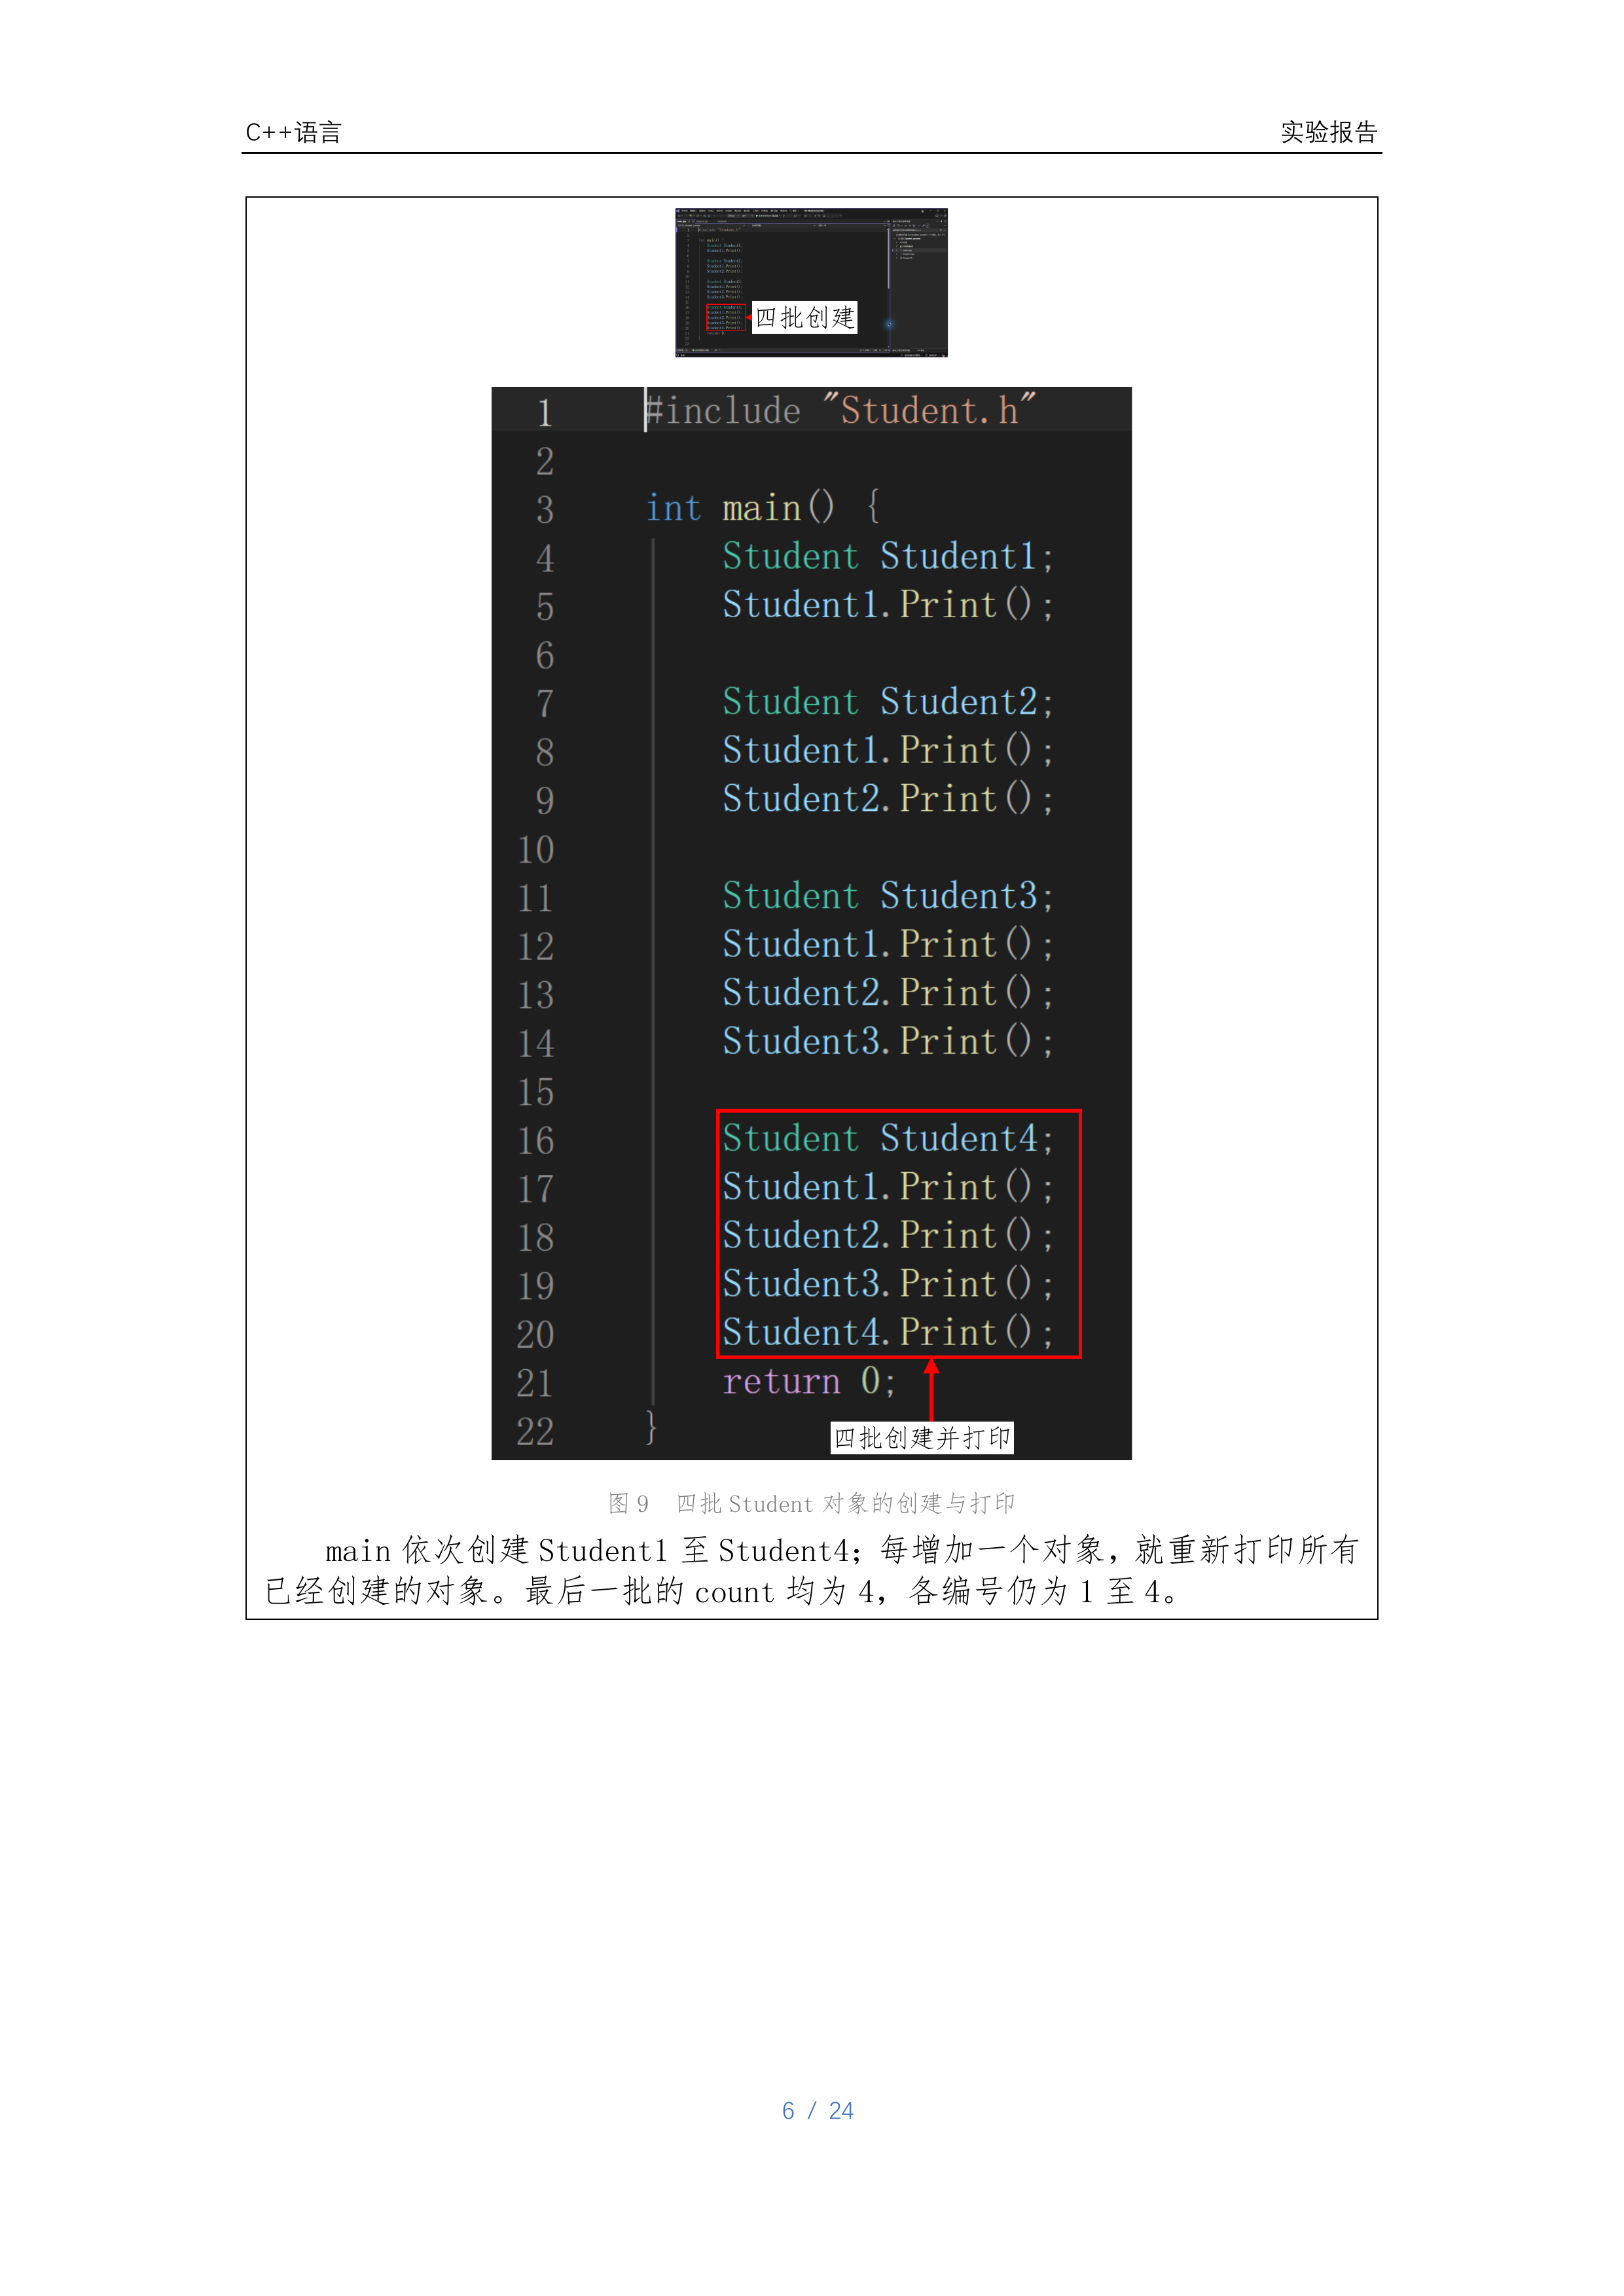 C++语言 实验报告
四批创建
1 #include "Student.h"
2
3 int main() {
4 Student Student1;
5 Student1.Print();
6
7 Student Student2;
8 Student1.Print();
9 Student2.Print();
10
11 Student Student3;
12 Student1.Print();
13 Student2.Print();
14 Student3.Print();
15
16 Student Student4;
17 Student1.Print();
18 Student2.Print();
19 Student3.Print();
20 Student4.Print();
21 return 0;
22 }
四批创建并打印
图 9 四批 Student 对象的创建与打印
main 依次创建 Student1 至 Student4；每增加一个对象，就重新打印所有
已经创建的对象。最后一批的 count 均为 4，各编号仍为 1 至 4。
6 / 24